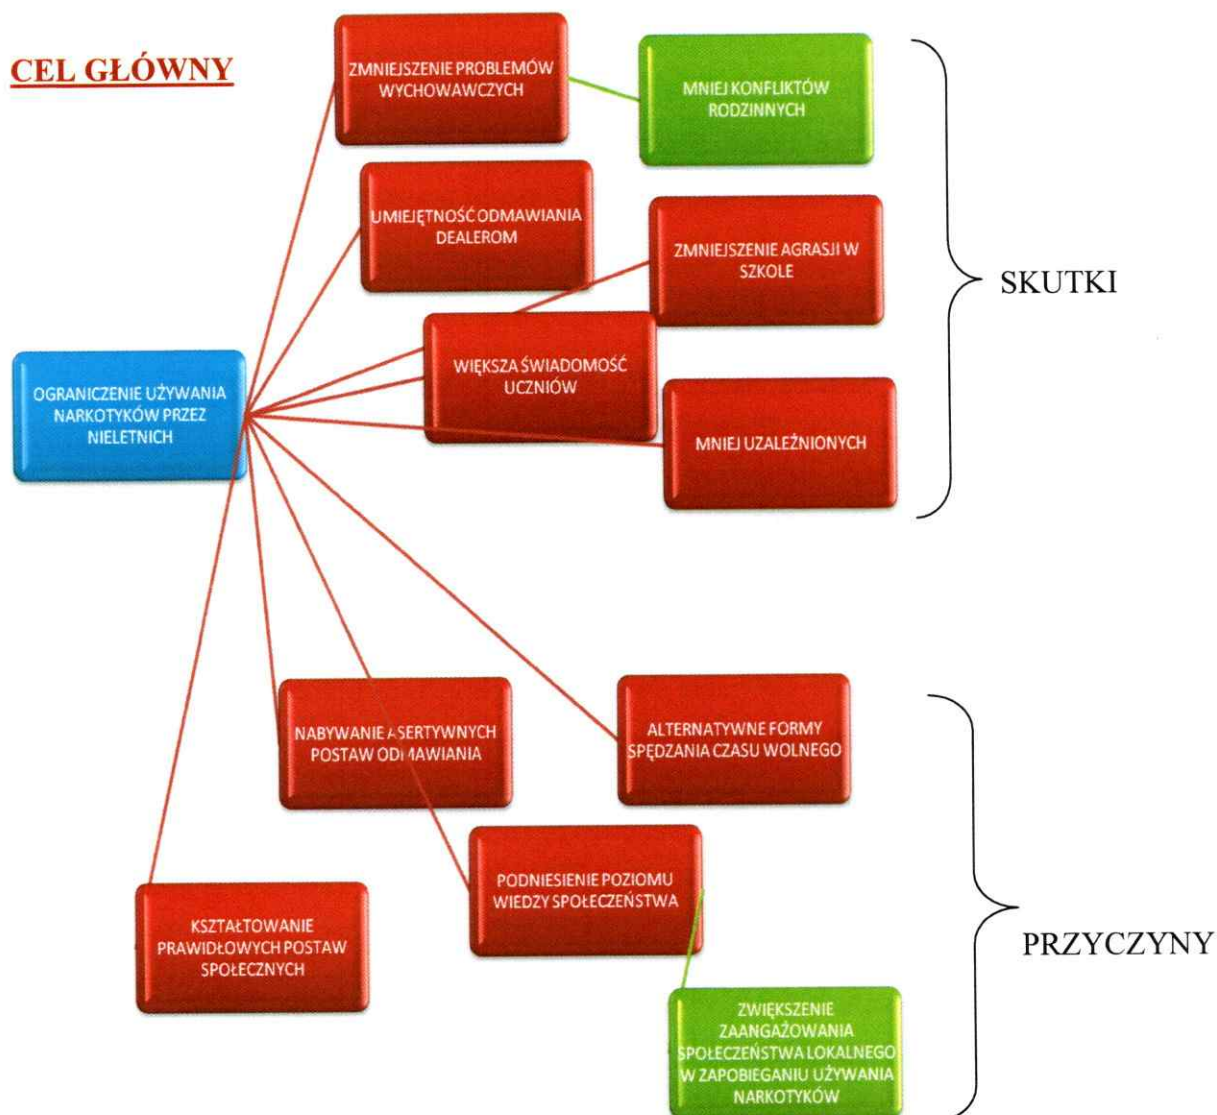 CEL GŁÓWNY
ZMNIEJSZENIE PROBLEMÓW
WYCHOWAWCZYCH
MNIEJ KONFLIKTÓW
RODZINNYCH
UMIEJĘTNOŚĆ ODMAWIANIA
DEALEROM
ZMNIEJSZENIE AGRASJI W
SZKOLE
SKUTKI
WIĘKSZA ŚWIADOMOŚĆ
UCZNIÓW
OGRANICZENIE UŻYWANIA
NARKOTYKÓW PRZEZ
NIELETNICH
MNIEJ UZALEŻNIONYCH
NABYWANIE ASERTYWNYCH
POSTAW ODMAWIANIA
ALTERNATYWNE FORMY
SPĘDZANIA CZASU WOLNEGO
PODNIESIENIE POZIOMU
WIEDZY SPOŁECZEŃSTWA
KSZTAŁTOWANIE
PRAWIDŁOWYCH POSTAW
SPOŁECZNYCH
PRZYCZYNY
ZWIĘKSZENIE
ZAANGAŻOWANIA
SPOŁECZEŃSTWA LOKALNEGO
W ZAPOBIEGANIU UŻYWANIA
NARKOTYKÓW